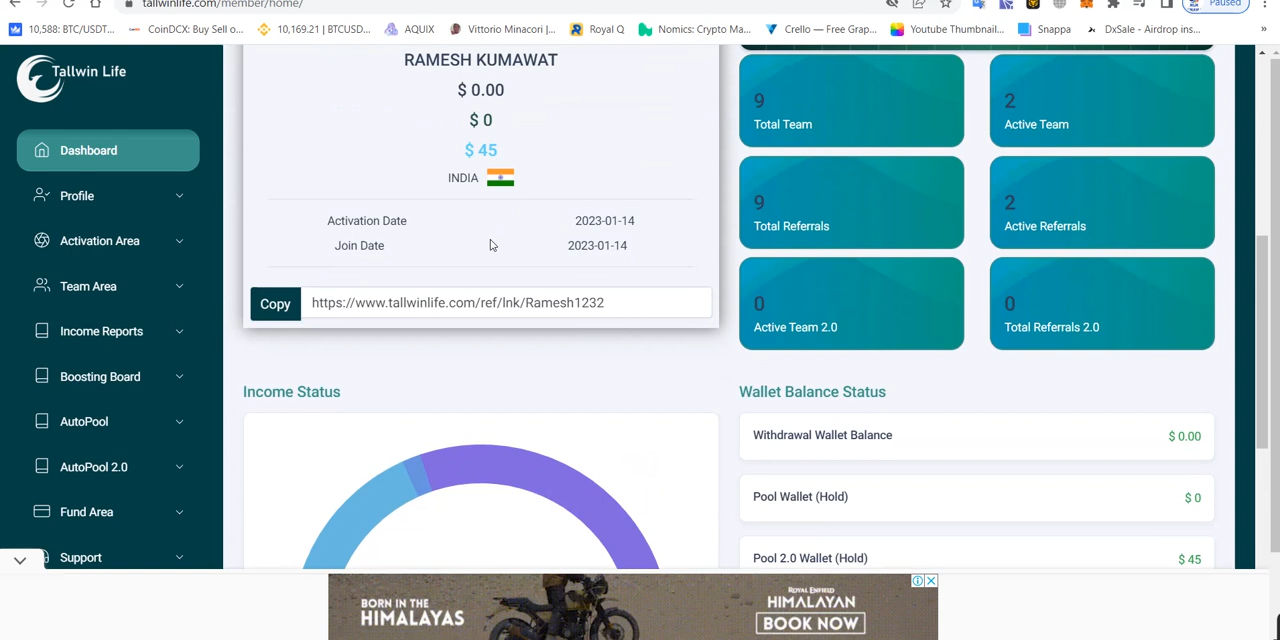 tallwinlife.com/member/home/
Paused
10,588: BTC/USDT...
CoinDCX: Buy Sell o...
10,169.21 | BTCUSD...
AQUIX
Vittorio Minacori |...
Royal Q
Nomics: Crypto Ma...
Crello — Free Grap...
Youtube Thumbnail...
Snappa
DxSale - Airdrop ins...
»
Tallwin Life
Dashboard
Profile
Activation Area
Team Area
Income Reports
Boosting Board
AutoPool
AutoPool 2.0
Fund Area
Support
RAMESH KUMAWAT
$ 0.00
$ 0
$ 45
INDIA
Activation Date 2023-01-14
Join Date 2023-01-14
Copy https://www.tallwinlife.com/ref/lnk/Ramesh1232
9
Total Team
2
Active Team
9
Total Referrals
2
Active Referrals
0
Active Team 2.0
0
Total Referrals 2.0
Income Status
Wallet Balance Status
Withdrawal Wallet Balance $ 0.00
Pool Wallet (Hold) $ 0
Pool 2.0 Wallet (Hold) $ 45
BORN IN THE
HIMALAYAS
ROYAL ENFIELD
HIMALAYAN
BOOK NOW